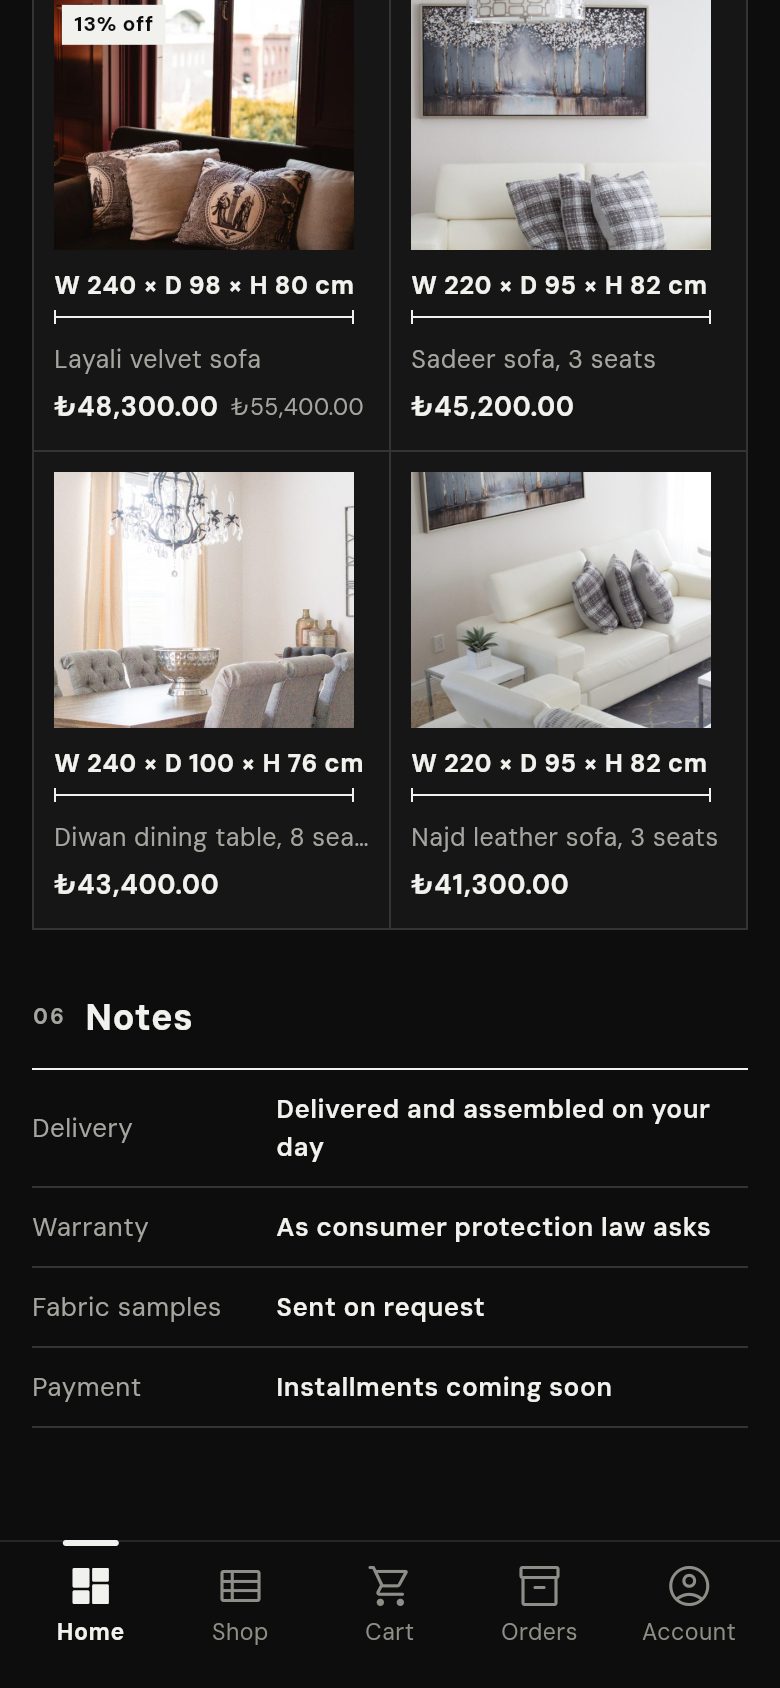 13% off
W 240 × D 98 × H 80 cm
Layali velvet sofa
₺48,300.00 ₺55,400.00
W 220 × D 95 × H 82 cm
Sadeer sofa, 3 seats
₺45,200.00
W 240 × D 100 × H 76 cm
Diwan dining table, 8 sea…
₺43,400.00
W 220 × D 95 × H 82 cm
Najd leather sofa, 3 seats
₺41,300.00
06 Notes
Delivery
Delivered and assembled on your
day
Warranty
As consumer protection law asks
Fabric samples
Sent on request
Payment
Installments coming soon
Home
Shop
Cart
Orders
Account